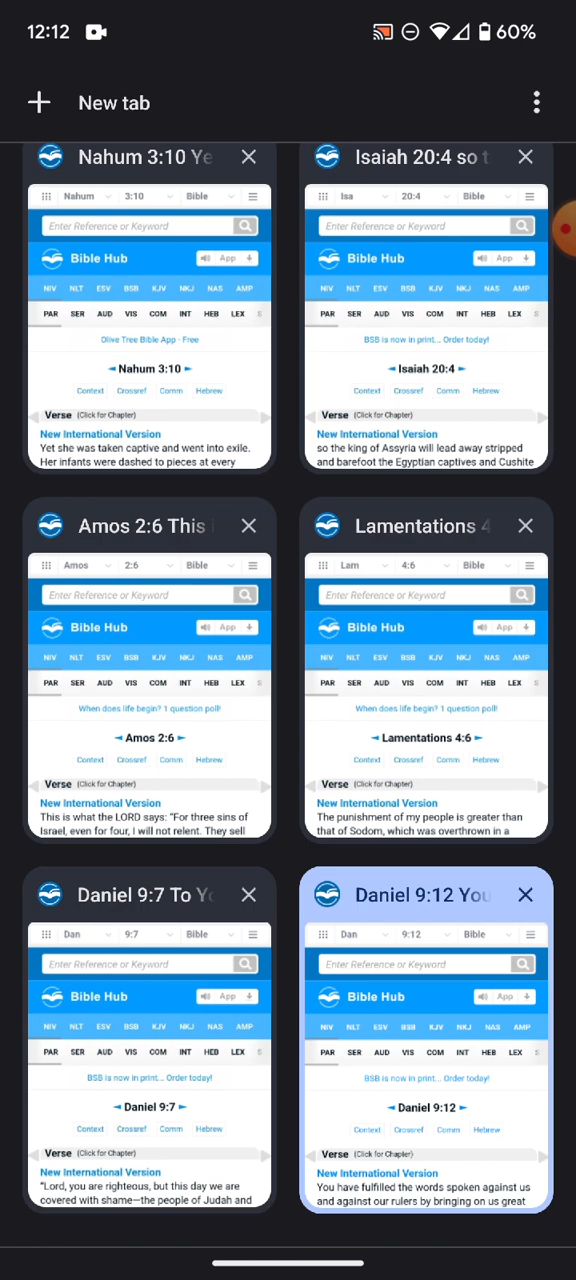 12:12 60%
New tab
Nahum 3:10 Ye
Nahum 3:10 Bible
Enter Reference or Keyword
Bible Hub App
NIV NLT ESV BSB KJV NKJ NAS AMP
PAR SER AUD VIS COM INT HEB LEX S
Olive Tree Bible App - Free
Nahum 3:10
Context Crossref Comm Hebrew
Verse (Click for Chapter)
New International Version
Yet she was taken captive and went into exile.
Her infants were dashed to pieces at every
Isaiah 20:4 so t
Isa 20:4 Bible
Enter Reference or Keyword
Bible Hub App
NIV NLT ESV BSB KJV NKJ NAS AMP
PAR SER AUD VIS COM INT HEB LEX S
BSB is now in print... Order today!
Isaiah 20:4
Context Crossref Comm Hebrew
Verse (Click for Chapter)
New International Version
so the king of Assyria will lead away stripped
and barefoot the Egyptian captives and Cushite
Amos 2:6 This
Amos 2:6 Bible
Enter Reference or Keyword
Bible Hub App
NIV NLT ESV BSB KJV NKJ NAS AMP
PAR SER AUD VIS COM INT HEB LEX S
When does life begin? 1 question poll!
Amos 2:6
Context Crossref Comm Hebrew
Verse (Click for Chapter)
New International Version
This is what the LORD says: “For three sins of
Israel, even for four, I will not relent. They sell
Lamentations 4
Lam 4:6 Bible
Enter Reference or Keyword
Bible Hub App
NIV NLT ESV BSB KJV NKJ NAS AMP
PAR SER AUD VIS COM INT HEB LEX S
When does life begin? 1 question poll!
Lamentations 4:6
Context Crossref Comm Hebrew
Verse (Click for Chapter)
New International Version
The punishment of my people is greater than
that of Sodom, which was overthrown in a
Daniel 9:7 To Yo
Dan 9:7 Bible
Enter Reference or Keyword
Bible Hub App
NIV NLT ESV BSB KJV NKJ NAS AMP
PAR SER AUD VIS COM INT HEB LEX S
BSB is now in print... Order today!
Daniel 9:7
Context Crossref Comm Hebrew
Verse (Click for Chapter)
New International Version
“Lord, you are righteous, but this day we are
covered with shame—the people of Judah and
Daniel 9:12 You
Dan 9:12 Bible
Enter Reference or Keyword
Bible Hub App
NIV NLT ESV BSB KJV NKJ NAS AMP
PAR SER AUD VIS COM INT HEB LEX S
BSB is now in print... Order today!
Daniel 9:12
Context Crossref Comm Hebrew
Verse (Click for Chapter)
New International Version
You have fulfilled the words spoken against us
and against our rulers by bringing on us great